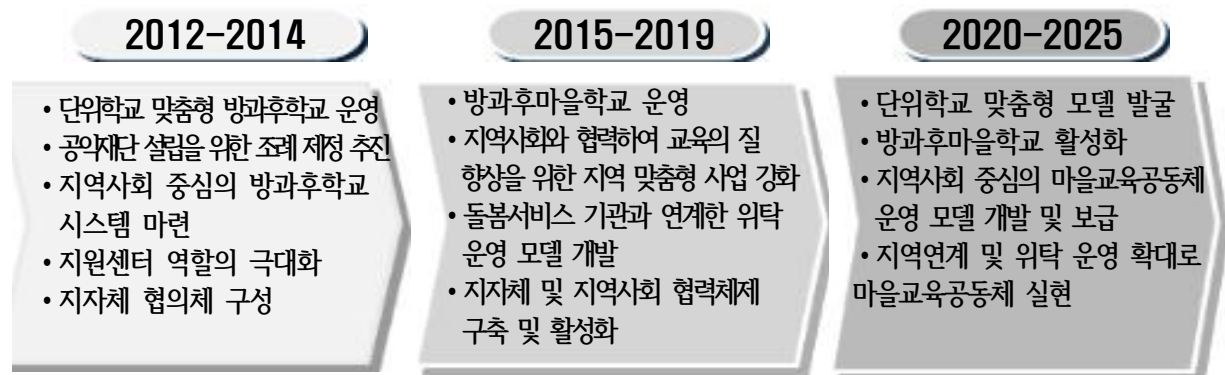 2012-2014
• 단위학교 맞춤형 방과후학교 운영
• 공익재단 설립을 위한 조례 제정 추진
• 지역사회 중심의 방과후학교
시스템 마련
• 지원센터 역할의 극대화
• 지자체 협의체 구성
2015-2019
• 방과후마을학교 운영
• 지역사회와 협력하여 교육의 질
향상을 위한 지역 맞춤형 사업 강화
• 돌봄서비스 기관과 연계한 위탁
운영 모델 개발
• 지자체 및 지역사회 협력체제
구축 및 활성화
2020-2025
• 단위학교 맞춤형 모델 발굴
• 방과후마을학교 활성화
• 지역사회 중심의 마을교육공동체
운영 모델 개발 및 보급
• 지역연계 및 위탁 운영 확대로
마을교육공동체 실현